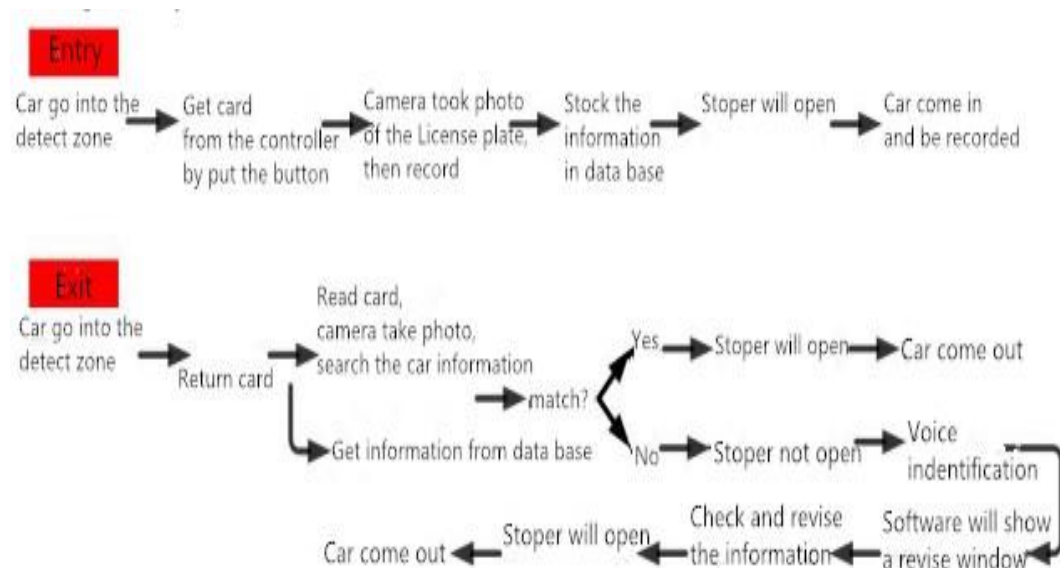 Entry
Car go into the
detect zone
Get card
from the controller
by put the button
Camera took photo
of the License plate,
then record
Stock the
information
in data base
Stoper will open
Car come in
and be recorded
Exit
Car go into the
detect zone
Return card
Read card,
camera take photo,
search the car information
Get information from data base
match?
Yes
Stoper will open
Car come out
No
Stoper not open
Voice
indentification
Software will show
a revise window
Check and revise
the information
Stoper will open
Car come out